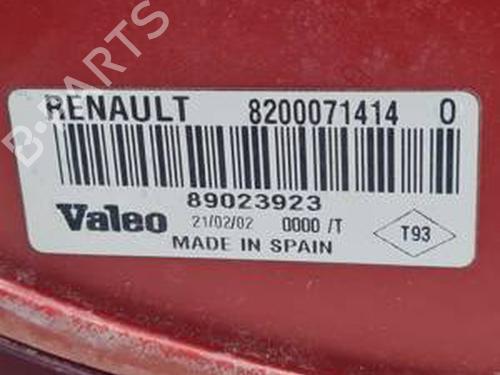 RENAULT 8200071414 0
89023923
Valeo 21/02/02 0000 /T
T93
MADE IN SPAIN
B-PARTS